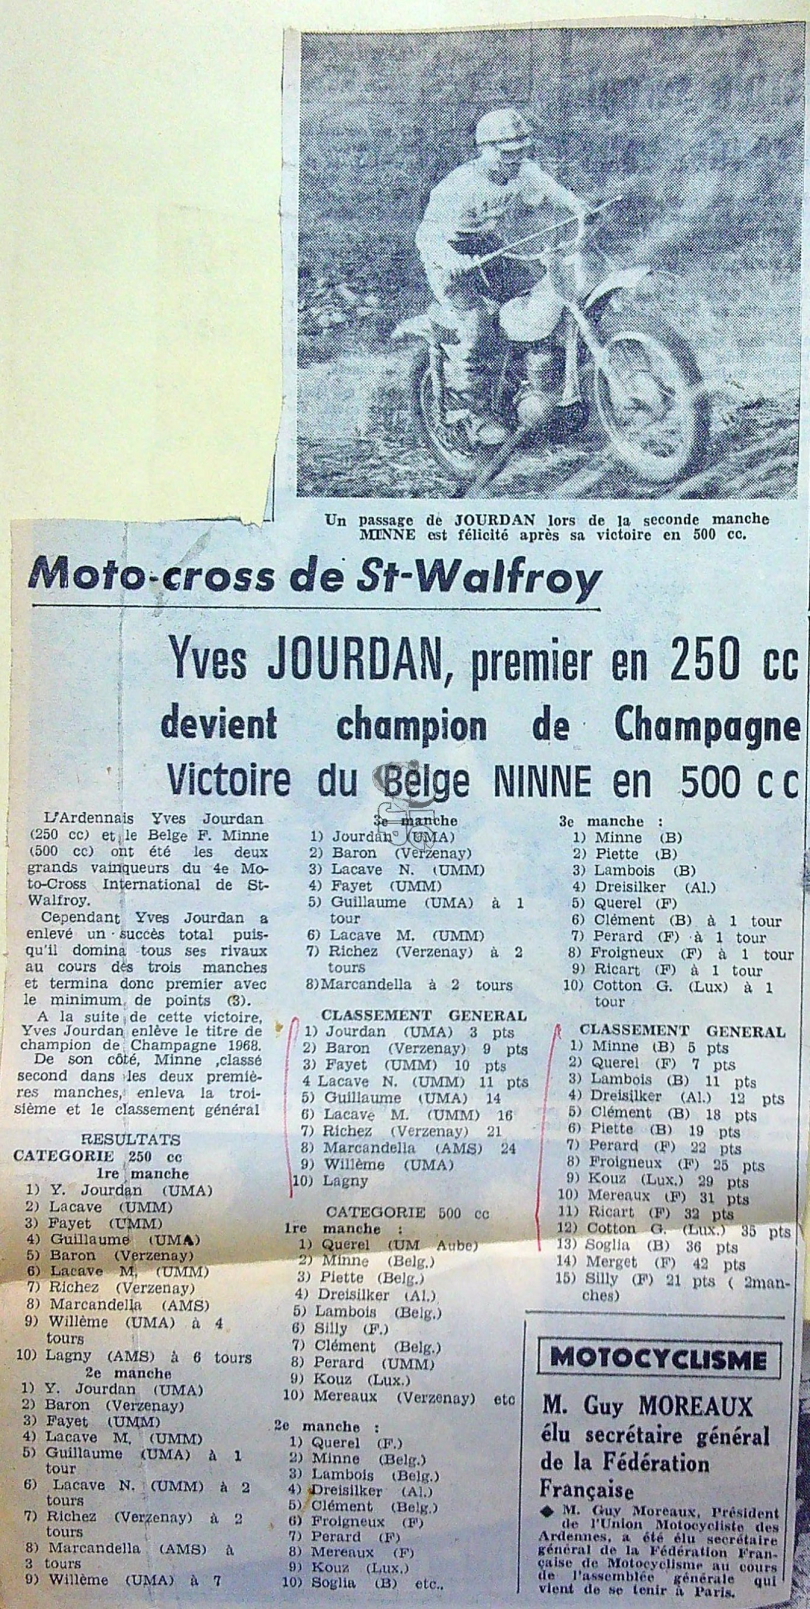 Un passage de JOURDAN lors de la seconde manche
MINNE est félicité après sa victoire en 500 cc.
Moto-cross de St-Walfroy
Yves JOURDAN, premier en 250 cc
devient champion de Champagne
Victoire du Belge NINNE en 500 cc
L'Ardennais Yves Jourdan
(250 cc) et le Belge F. Minne
(500 cc) ont été les deux
grands vainqueurs du 4e Mo-
to-Cross International de St-
Walfroy.
Cependant Yves Jourdan a
enlevé un succès total puis-
qu'il domina tous ses rivaux
au cours des trois manches
et termina donc premier avec
le minimum de points (3).
A la suite de cette victoire,
Yves Jourdan enlève le titre de
champion de Champagne 1968.
De son côté, Minne ,classé
second dans les deux premiè-
res manches, enleva la troi-
sième et le classement général
RESULTATS
CATEGORIE 250 cc
1re manche
1) Y. Jourdan (UMA)
2) Lacave (UMM)
3) Fayet (UMM)
4) Guillaume (UMA)
5) Baron (Verzenay)
6) Lacave M, (UMM)
7) Richez (Verzenay)
8) Marcandella (AMS)
9) Willème (UMA) à 4
tours
10) Lagny (AMS) à 6 tours
2e manche
1) Y. Jourdan (UMA)
2) Baron (Verzenay)
3) Fayet (UMM)
4) Lacave M, (UMM)
5) Guillaume (UMA) à 1
tour
6) Lacave N. (UMM) à 2
tours
7) Richez (Verzenay) à 2
tours
8) Marcandella (AMS) à
3 tours
9) Willème (UMA) à 7
3e manche
1) Jourdan (UMA)
2) Baron (Verzenay)
3) Lacave N. (UMM)
4) Fayet (UMM)
5) Guillaume (UMA) à 1
tour
6) Lacave M. (UMM)
7) Richez (Verzenay) à 2
tours
8)Marcandella à 2 tours
CLASSEMENT GENERAL
1) Jourdan (UMA) 3 pts
2) Baron (Verzenay) 9 pts
3) Fayet (UMM) 10 pts
4 Lacave N. (UMM) 11 pts
5) Guillaume (UMA) 14
6) Lacave M. (UMM) 16
7) Richez (Verzenay) 21
8) Marcandella (AMS) 24
9) Willème (UMA)
10) Lagny
CATEGORIE 500 cc
1re manche :
1) Querel (UM Aube)
2) Minne (Belg.)
3) Piette (Belg.)
4) Dreisilker (Al.)
5) Lambois (Belg.)
6) Silly (F.)
7) Clément (Belg.)
8) Perard (UMM)
9) Kouz (Lux.)
10) Mereaux (Verzenay) etc
2e manche :
1) Querel (F.)
2) Minne (Belg.)
3) Lambois (Belg.)
4) Dreisilker (Al.)
5) Clément (Belg.)
6) Froigneux (F)
7) Perard (F)
8) Mereaux (F)
9) Kouz (Lux.)
10) Soglia (B) etc..
3e manche :
1) Minne (B)
2) Piette (B)
3) Lambois (B)
4) Dreisilker (Al.)
5) Querel (F)
6) Clément (B) à 1 tour
7) Perard (F) à 1 tour
8) Froigneux (F) à 1 tour
9) Ricart (F) à 1 tour
10) Cotton G. (Lux) à 1
tour
CLASSEMENT GENERAL
1) Minne (B) 5 pts
2) Querel (F) 7 pts
3) Lambois (B) 11 pts
4) Dreisilker (Al.) 12 pts
5) Clément (B) 18 pts
6) Piette (B) 19 pts
7) Perard (F) 22 pts
8) Froigneux (F) 25 pts
9) Kouz (Lux.) 29 pts
10) Mereaux (F) 31 pts
11) Ricart (F) 32 pts
12) Cotton G. (Lux.) 35 pts
13) Soglia (B) 36 pts
14) Merget (F) 42 pts
15) Silly (F) 21 pts ( 2man-
ches)
MOTOCYCLISME
M. Guy MOREAUX
élu secrétaire général
de la Fédération
Française
◆ M. Guy Moreaux, Président
de l'Union Motocycliste des
Ardennes, a été élu secrétaire
général de la Fédération Fran-
çaise de Motocyclisme au cours
de l'assemblée générale qui
vient de se tenir à Paris.